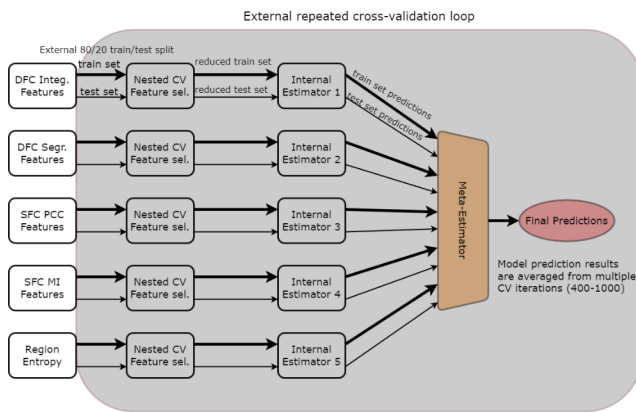 External repeated cross-validation loop
External 80/20 train/test split
train set
reduced train set
DFC Integ.
Features
Nested CV
Feature sel.
Internal
Estimator 1
test set
reduced test set
train set predictions
test set predictions
DFC Segr.
Features
Nested CV
Feature sel.
Internal
Estimator 2
SFC PCC
Features
Nested CV
Feature sel.
Internal
Estimator 3
SFC MI
Features
Nested CV
Feature sel.
Internal
Estimator 4
Region
Entropy
Nested CV
Feature sel.
Internal
Estimator 5
Meta-Estimator
Final Predictions
Model prediction results
are averaged from multiple
CV iterations (400-1000)